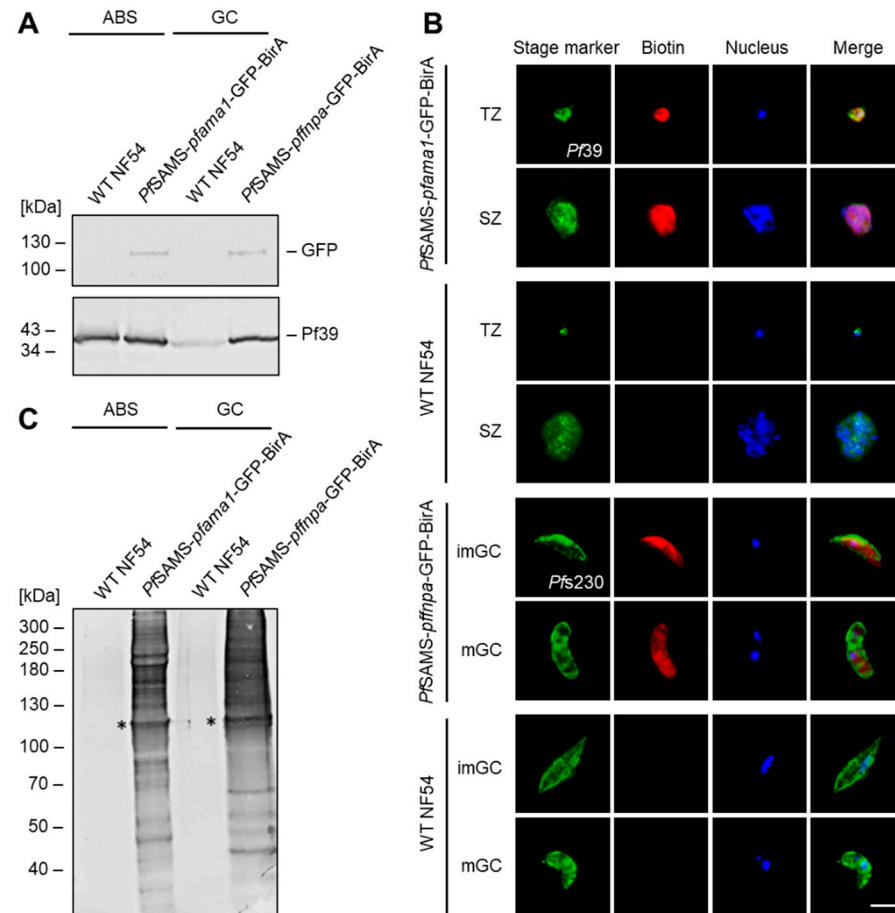 A
ABS GC
WT NF54
PfSAMS-pfama1-GFP-BirA
WT NF54
PfSAMS-pffnpa-GFP-BirA
[kDa]
130 –
100 –
– GFP
43 –
34 –
– Pf39
B
Stage marker Biotin Nucleus Merge
PfSAMS-pfama1-GFP-BirA
TZ
Pf39
SZ
WT NF54
TZ
SZ
PfSAMS-pffnpa-GFP-BirA
imGC
Pfs230
mGC
WT NF54
imGC
mGC
C
ABS GC
WT NF54
PfSAMS-pfama1-GFP-BirA
WT NF54
PfSAMS-pffnpa-GFP-BirA
[kDa]
300 –
250 –
180 –
130 –
* *
100 –
70 –
50 –
40 –